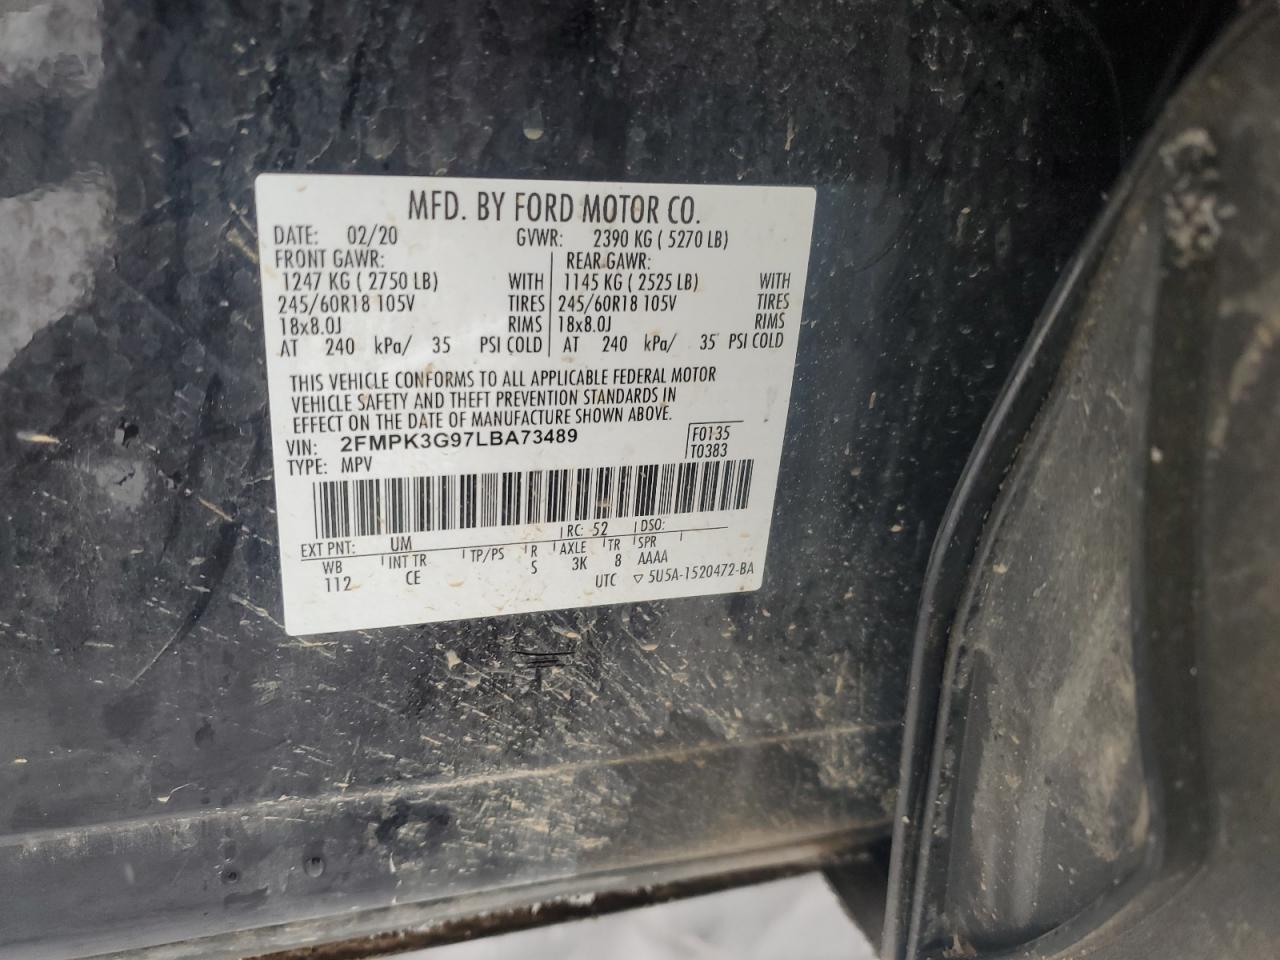 MFD. BY FORD MOTOR CO.
DATE: 02/20 GVWR: 2390 KG ( 5270 LB)
FRONT GAWR: REAR GAWR:
1247 KG ( 2750 LB) WITH 1145 KG ( 2525 LB) WITH
245/60R18 105V TIRES 245/60R18 105V TIRES
18x8.0J RIMS 18x8.0J RIMS
AT 240 kPa/ 35 PSI COLD AT 240 kPa/ 35 PSI COLD
THIS VEHICLE CONFORMS TO ALL APPLICABLE FEDERAL MOTOR
VEHICLE SAFETY AND THEFT PREVENTION STANDARDS IN
EFFECT ON THE DATE OF MANUFACTURE SHOWN ABOVE.
VIN: 2FMPK3G97LBA73489 F0135
TYPE: MPV T0383
EXT PNT: UM RC: 52 DSO:
WB INT TR TP/PS R AXLE TR SPR
112 CE S 3K 8 AAAA
UTC ▽ 5U5A-1520472-BA